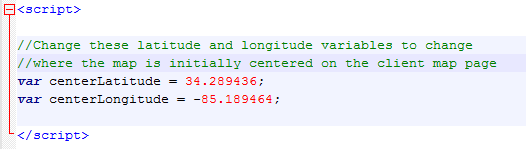 <script>
//Change these latitude and longitude variables to change
//where the map is initially centered on the client map page
var centerLatitude = 34.289436;
var centerLongitude = -85.189464;
</script>